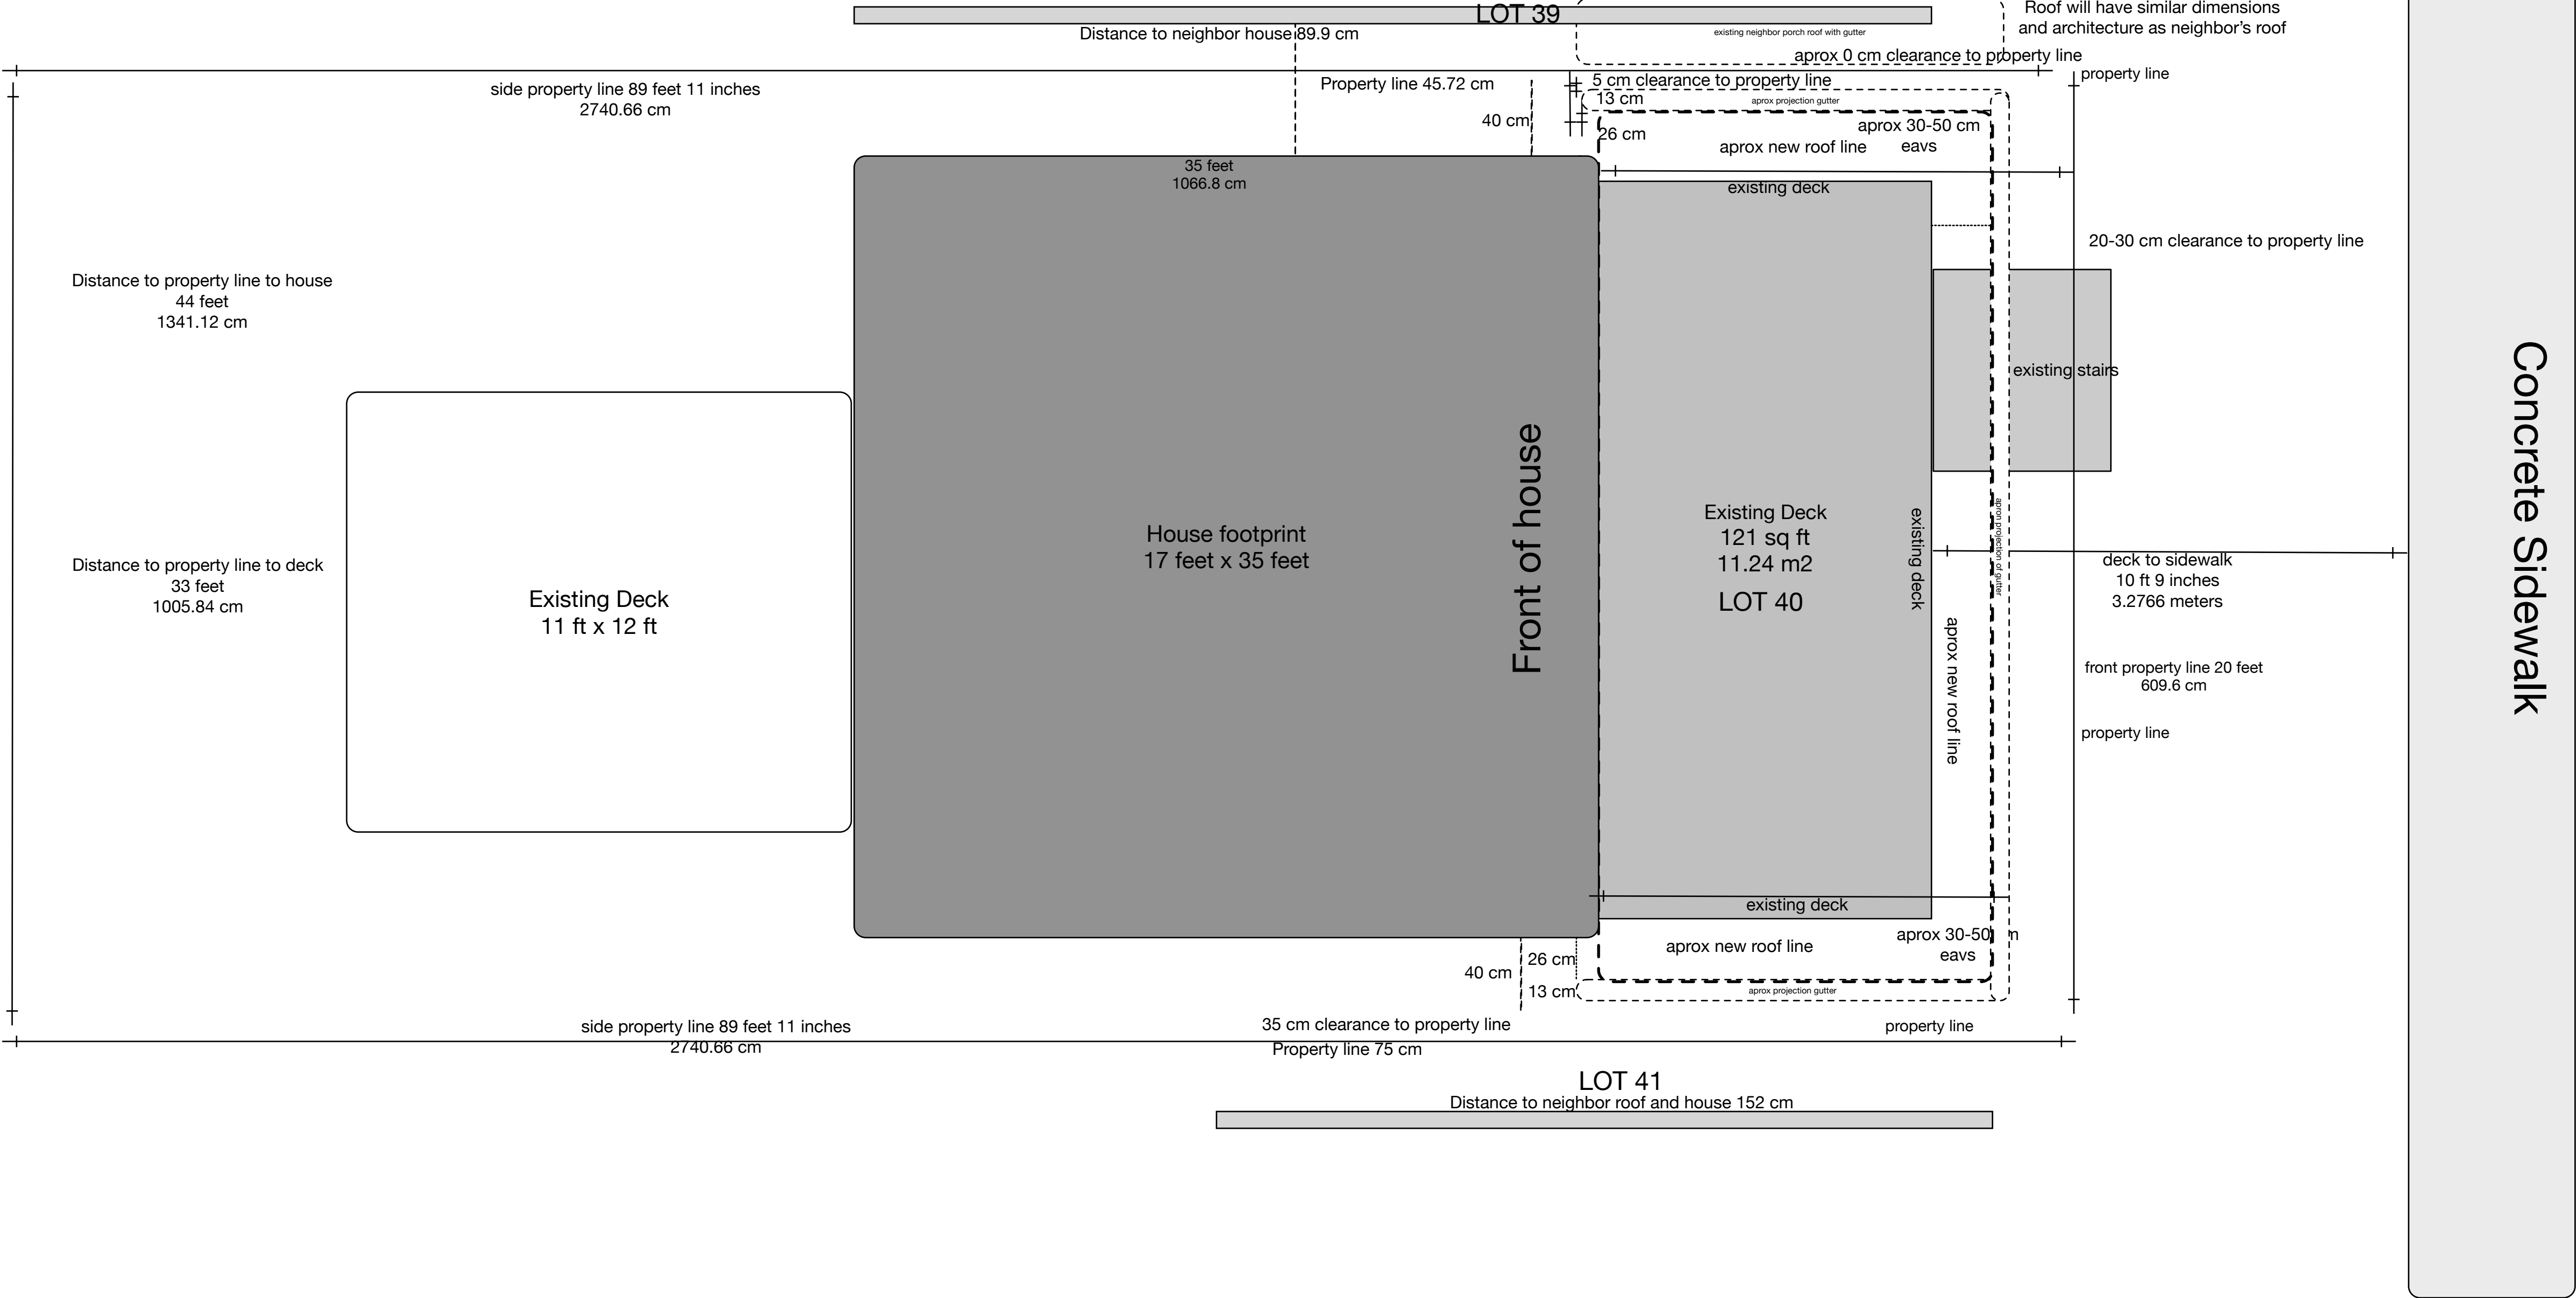 LOT 39
Roof will have similar dimensions
and architecture as neighbor's roof
Distance to neighbor house 89.9 cm
existing neighbor porch roof with gutter
aprox 0 cm clearance to property line
property line
side property line 89 feet 11 inches
2740.66 cm
Property line 45.72 cm
5 cm clearance to property line
13 cm
aprox projection gutter
40 cm
26 cm
aprox 30-50 cm
eavs
aprox new roof line
35 feet
1066.8 cm
existing deck
20-30 cm clearance to property line
Distance to property line to house
44 feet
1341.12 cm
existing stairs
Concrete Sidewalk
Front of house
House footprint
17 feet x 35 feet
Existing Deck
121 sq ft
11.24 m2
LOT 40
existing deck
aprox new roof line
apron projection of gutter
deck to sidewalk
10 ft 9 inches
3.2766 meters
Distance to property line to deck
33 feet
1005.84 cm
Existing Deck
11 ft x 12 ft
front property line 20 feet
609.6 cm
property line
existing deck
aprox new roof line
aprox 30-50 m
eavs
26 cm
40 cm
13 cm
aprox projection gutter
side property line 89 feet 11 inches
2740.66 cm
35 cm clearance to property line
Property line 75 cm
property line
LOT 41
Distance to neighbor roof and house 152 cm